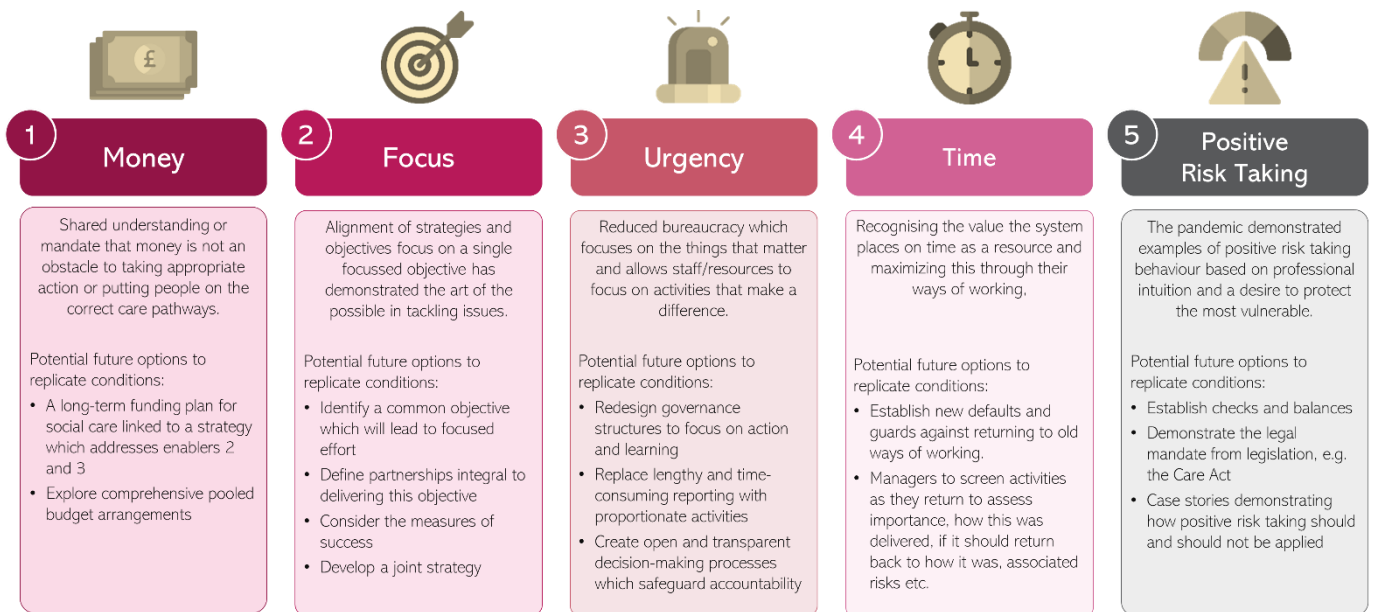 £
1
Money
Shared understanding or
mandate that money is not an
obstacle to taking appropriate
action or putting people on the
correct care pathways.
Potential future options to
replicate conditions:
• A long-term funding plan for
social care linked to a strategy
which addresses enablers 2
and 3
• Explore comprehensive pooled
budget arrangements
2
Focus
Alignment of strategies and
objectives focus on a single
focussed objective has
demonstrated the art of the
possible in tackling issues.
Potential future options to
replicate conditions:
• Identify a common objective
which will lead to focused
effort
• Define partnerships integral to
delivering this objective
• Consider the measures of
success
• Develop a joint strategy
3
Urgency
Reduced bureaucracy which
focuses on the things that matter
and allows staff/resources to
focus on activities that make a
difference.
Potential future options to
replicate conditions:
• Redesign governance
structures to focus on action
and learning
• Replace lengthy and time-
consuming reporting with
proportionate activities
• Create open and transparent
decision-making processes
which safeguard accountability
4
Time
Recognising the value the system
places on time as a resource and
maximizing this through their
ways of working,
Potential future options to
replicate conditions:
• Establish new defaults and
guards against returning to old
ways of working.
• Managers to screen activities
as they return to assess
importance, how this was
delivered, if it should return
back to how it was, associated
risks etc.
5
Positive
Risk Taking
The pandemic demonstrated
examples of positive risk taking
behaviour based on professional
intuition and a desire to protect
the most vulnerable.
Potential future options to
replicate conditions:
• Establish checks and balances
• Demonstrate the legal
mandate from legislation, e.g.
the Care Act
• Case stories demonstrating
how positive risk taking should
and should not be applied